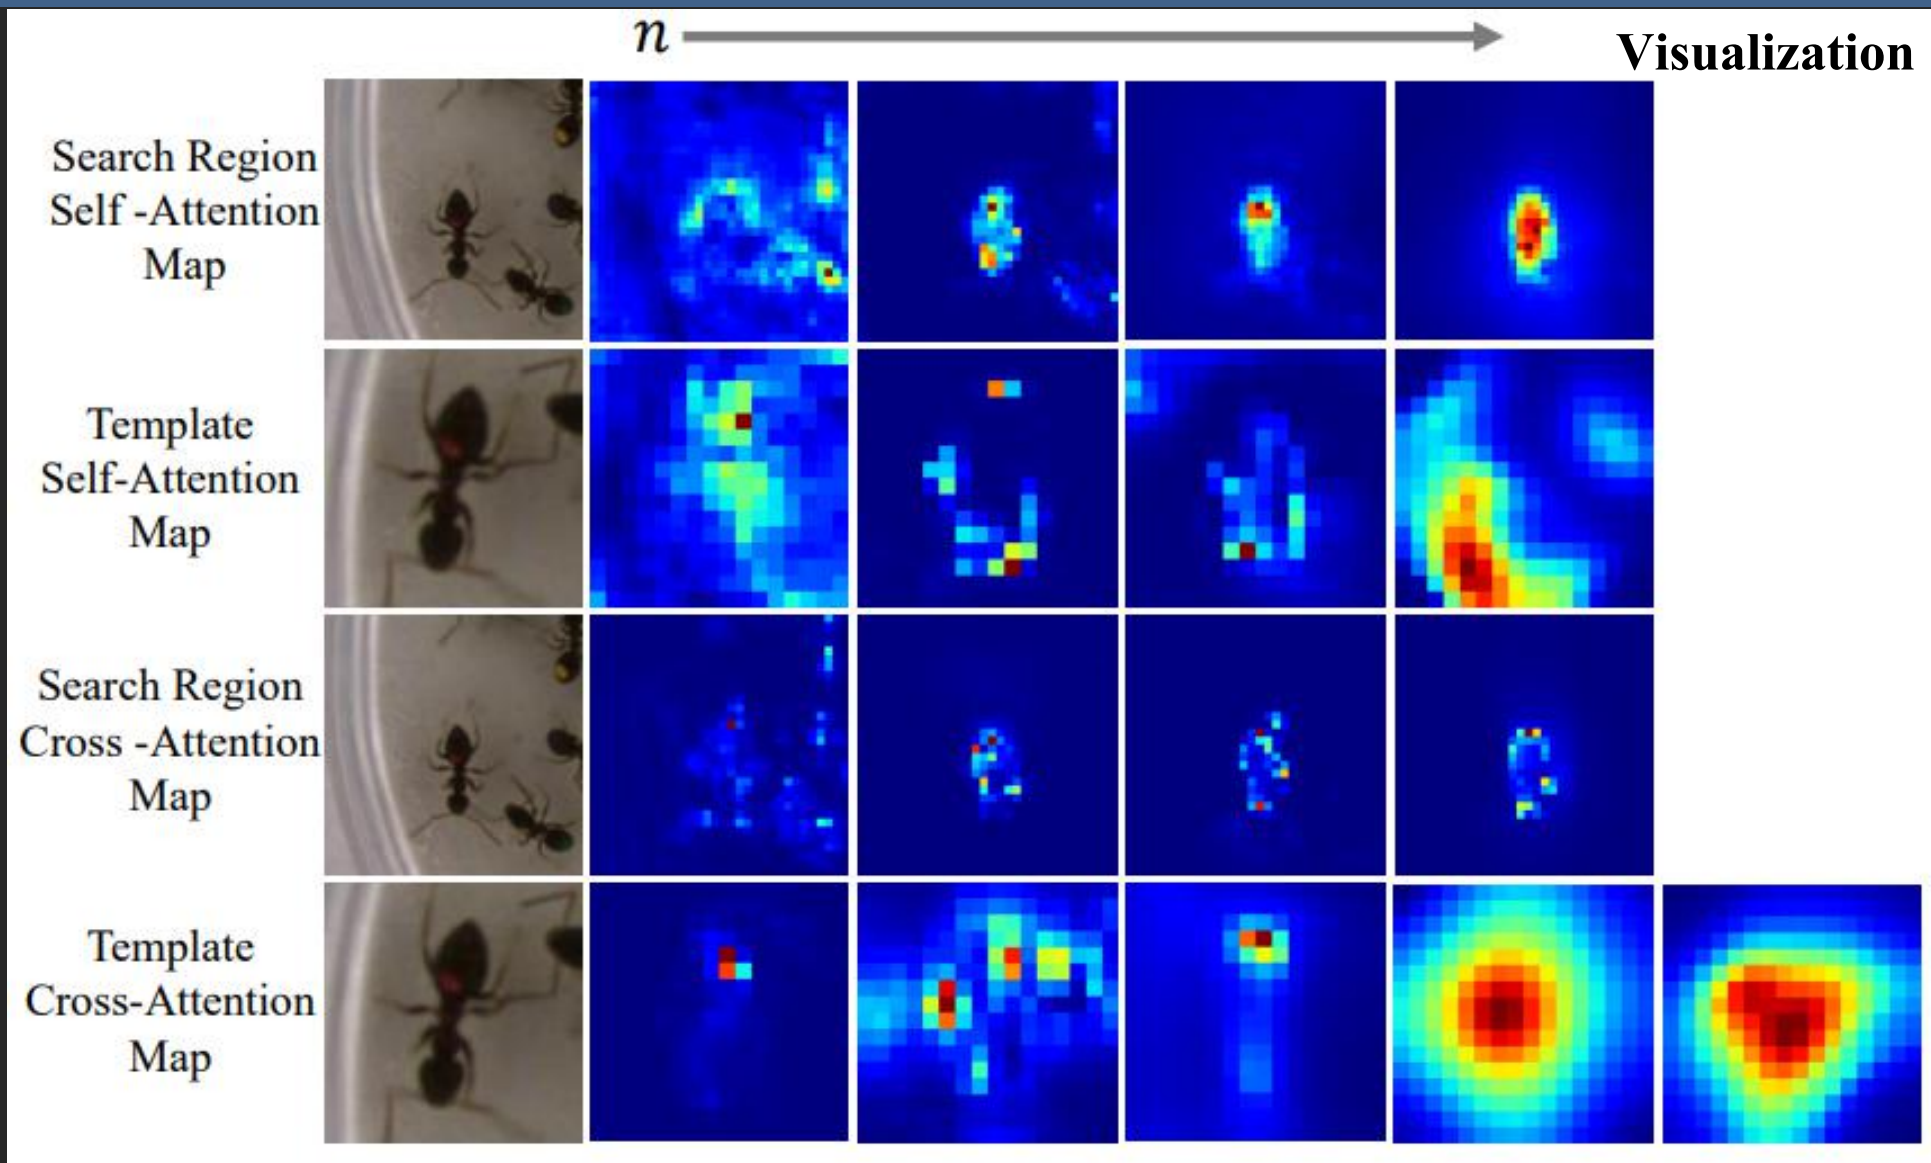 n
Visualization
Search Region
Self -Attention
Map
Template
Self-Attention
Map
Search Region
Cross -Attention
Map
Template
Cross-Attention
Map